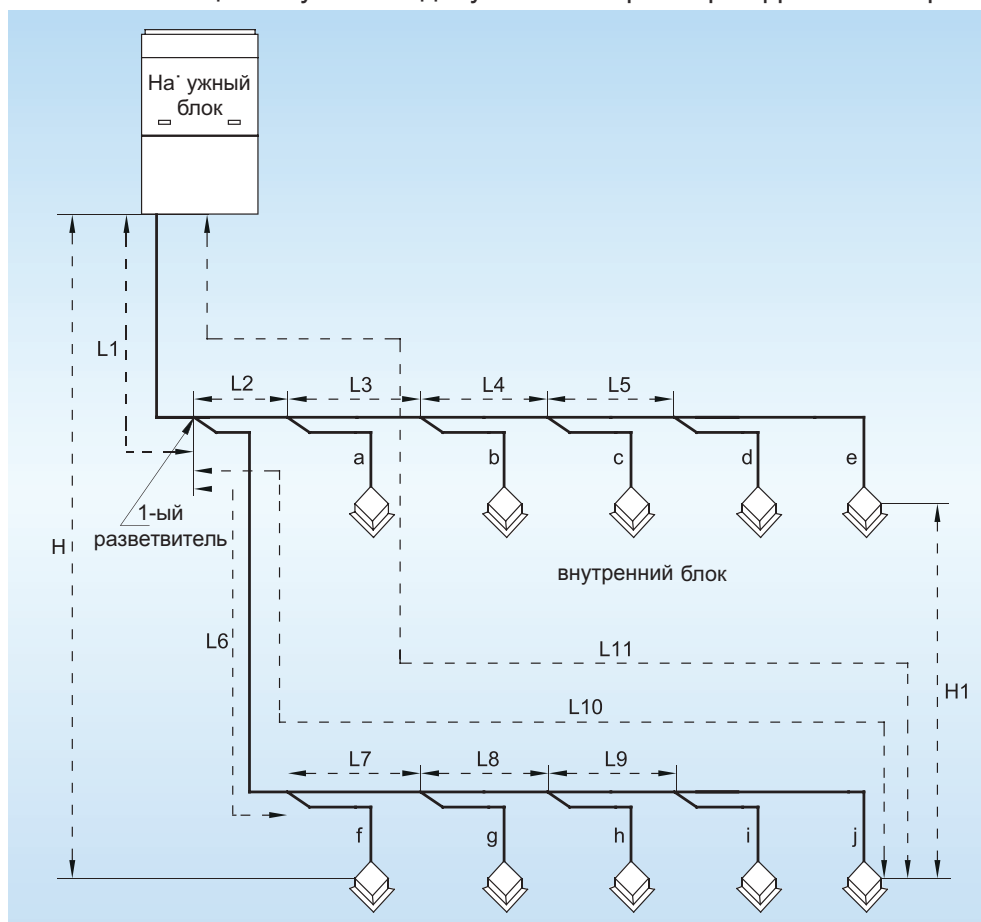 На˙ ужный
блок
L1
L2
L3
L4
L5
a
b
c
d
e
1-ый
разветвитель
H
внутренний блок
L6
L11
H1
L10
L7
L8
L9
f
g
h
i
j